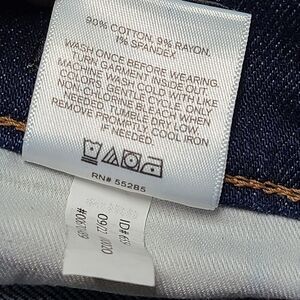 90% COTTON, 9% RAYON,
1% SPANDEX
WASH ONCE BEFORE WEARING.
TURN GARMENT INSIDE OUT.
MACHINE WASH COLD WITH LIKE
COLORS, GENTLE CYCLE. ONLY
NON-CHLORINE BLEACH WHEN
NEEDED. TUMBLE DRY LOW.
REMOVE PROMPTLY. COOL IRON
IF NEEDED.
RN# 55285
ID#